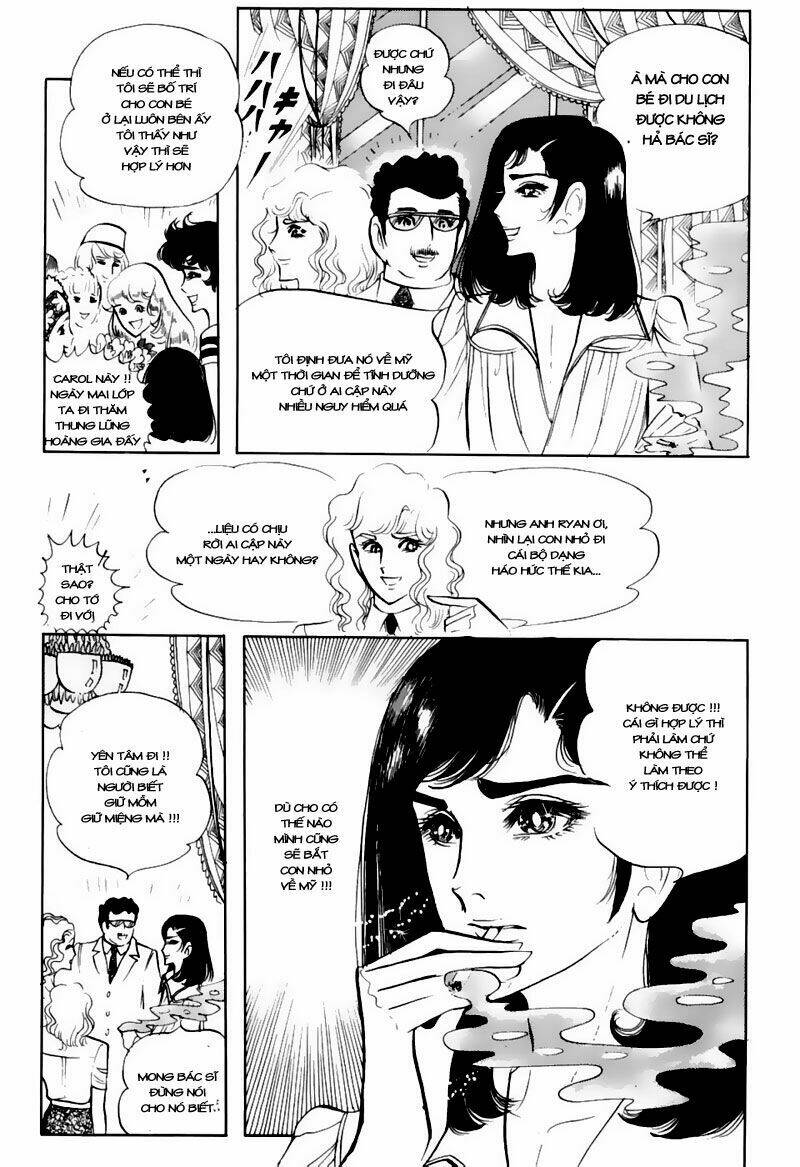 À MÀ CHO CON
BÉ ĐI DU LỊCH
ĐƯỢC KHÔNG
HẢ BÁC SĨ?
ĐƯỢC CHỨ
NHƯNG
ĐI ĐÂU
VẬY?
キャー
ハハハハ
TÔI ĐỊNH ĐƯA NÓ VỀ MỸ
MỘT THỜI GIAN ĐỂ TĨNH DƯỠNG
CHỨ Ở AI CẬP NÀY
NHIỀU NGUY HIỂM QUÁ
NẾU CÓ THỂ THÌ
TÔI SẼ BỐ TRÍ
CHO CON BÉ
Ở LẠI LUÔN BÊN ẤY
TÔI THẤY NHƯ
VẬY THÌ SẼ
HỢP LÝ HƠN
CAROL NÀY !!
NGÀY MAI LỚP
TA ĐI THĂM
THUNG LŨNG
HOÀNG GIA ĐẤY
NHƯNG ANH RYAN ƠI,
NHÌN LẠI CON NHỎ ĐI
CÁI BỘ DẠNG
HÁO HỨC THẾ KIA...
...LIỆU CÓ CHỊU
RỜI AI CẬP NÀY
MỘT NGÀY HAY KHÔNG?
THẬT
SAO?
CHO TỚ
ĐI VỚI
KHÔNG ĐƯỢC !!!
CÁI GÌ HỢP LÝ THÌ
PHẢI LÀM CHỨ
KHÔNG THỂ
LÀM THEO
Ý THÍCH ĐƯỢC !
DÙ CHO CÓ
THẾ NÀO
MÌNH CŨNG
SẼ BẮT
CON NHỎ
VỀ MỸ !!!
YÊN TÂM ĐI !!
TÔI CŨNG LÀ
NGƯỜI BIẾT
GIỮ MỒM
GIỮ MIỆNG MÀ !!!
MONG BÁC SĨ
ĐỪNG NÓI
CHO NÓ BIẾT